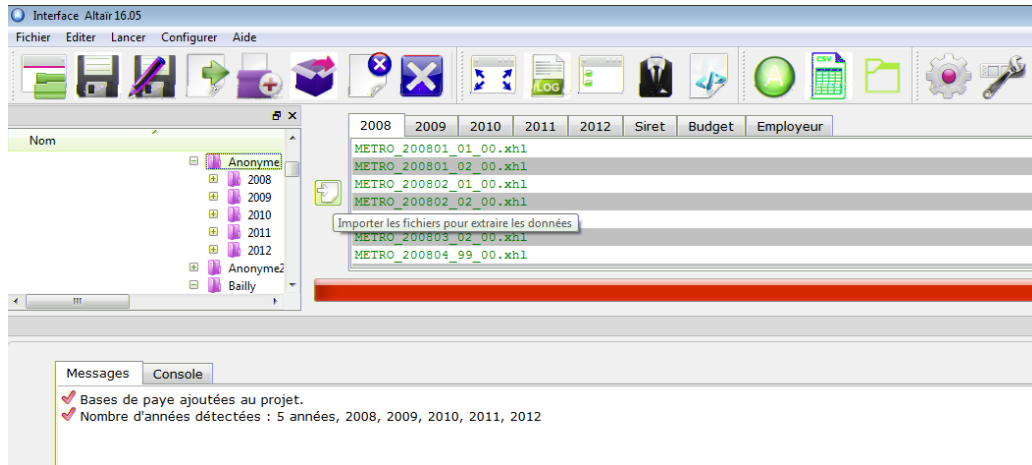 Interface Altaïr 16.05
Fichier Editer Lancer Configurer Aide
LOG
CSV
A
Nom
Anonyme
2008
2009
2010
2011
2012
Anonyme2
Bailly
2008 2009 2010 2011 2012 Siret Budget Employeur
METRO_200801_01_00.xhl
METRO_200801_02_00.xhl
METRO_200802_01_00.xhl
METRO_200802_02_00.xhl
Importer les fichiers pour extraire les données
METRO_200803_02_00.xhl
METRO_200804_99_00.xhl
Messages Console
Bases de paye ajoutées au projet.
Nombre d'années détectées : 5 années, 2008, 2009, 2010, 2011, 2012